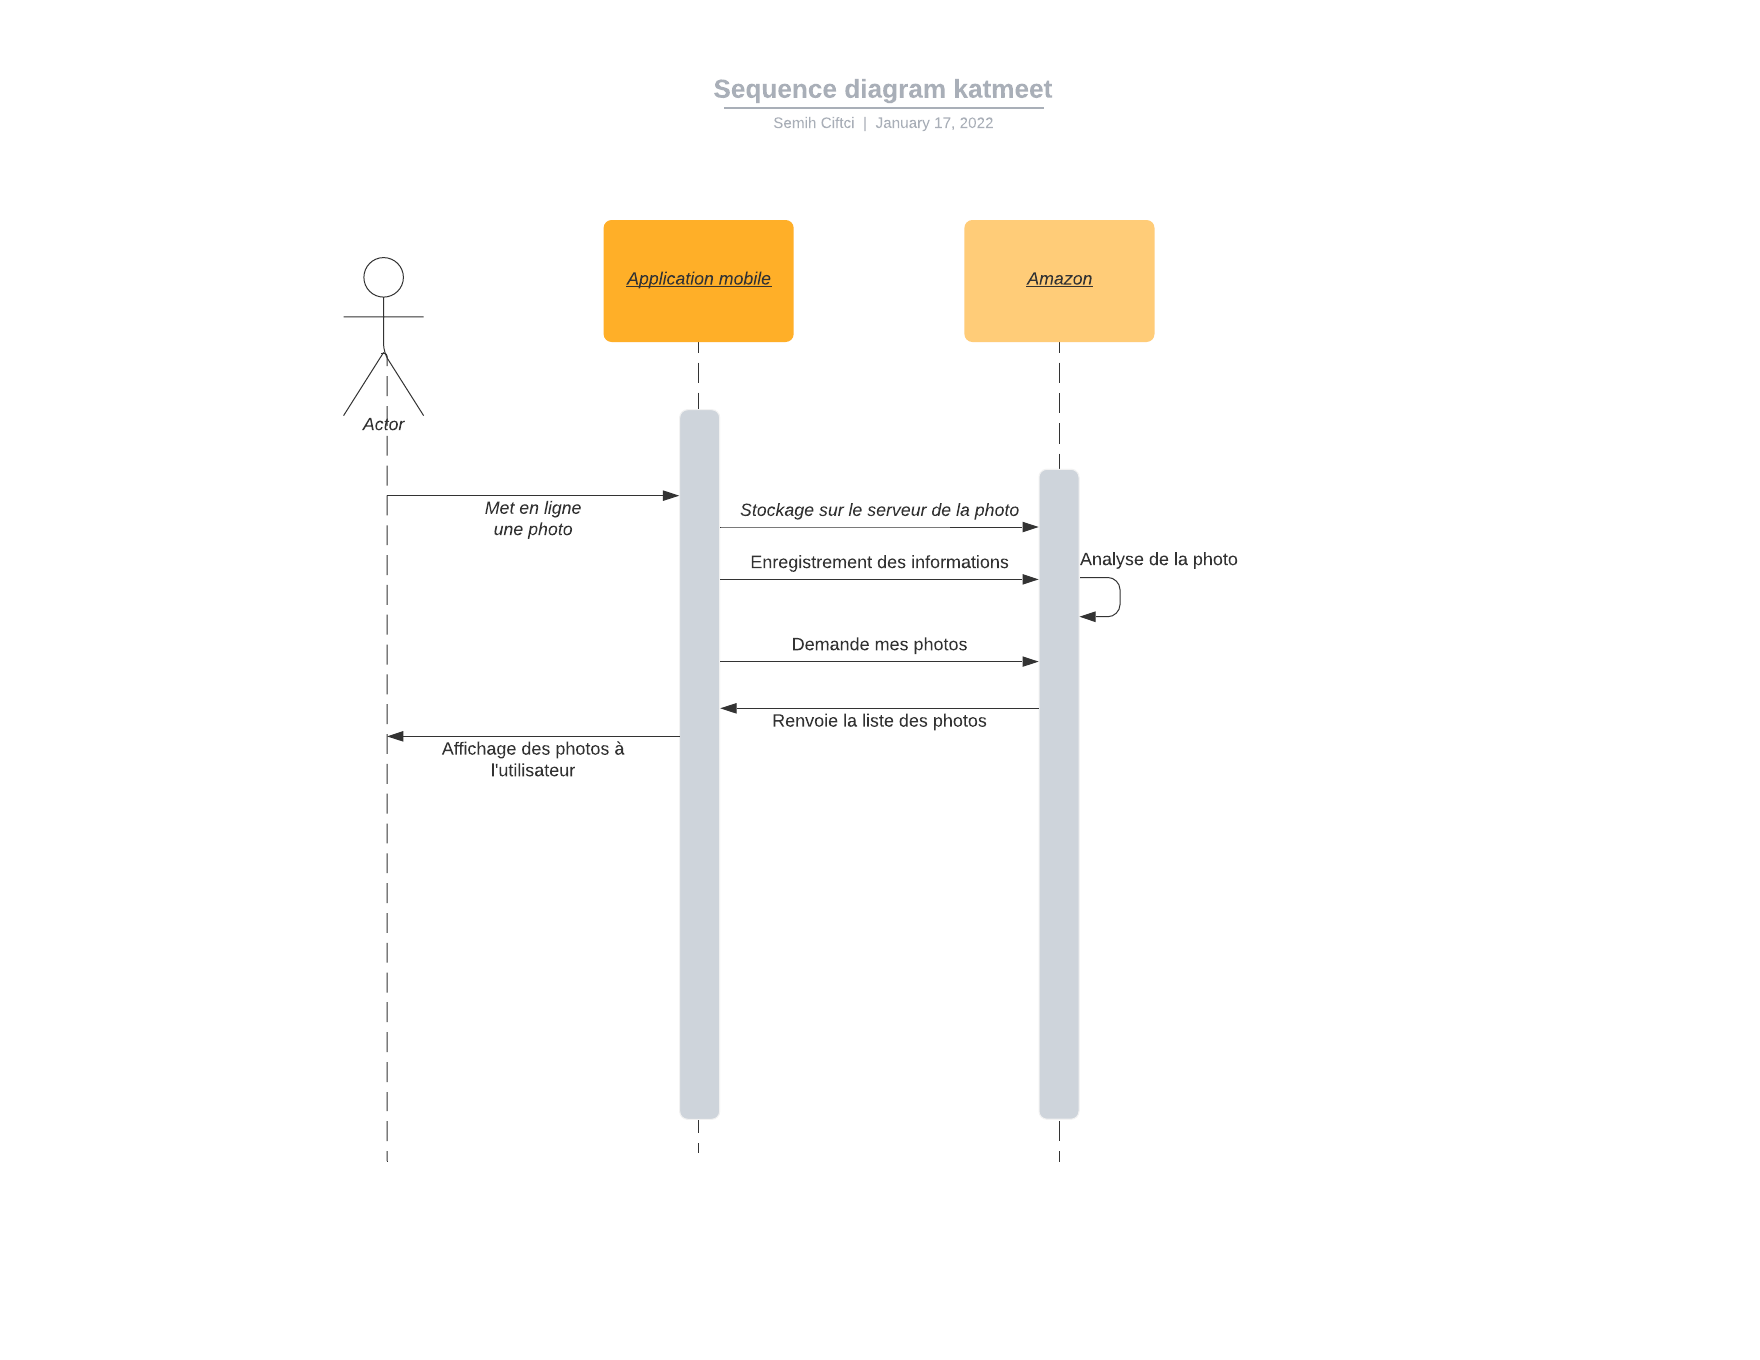 Sequence diagram katmeet
Semih Ciftci | January 17, 2022
Application mobile
Amazon
Actor
Met en ligne
une photo
Stockage sur le serveur de la photo
Enregistrement des informations
Analyse de la photo
Demande mes photos
Renvoie la liste des photos
Affichage des photos à
l'utilisateur